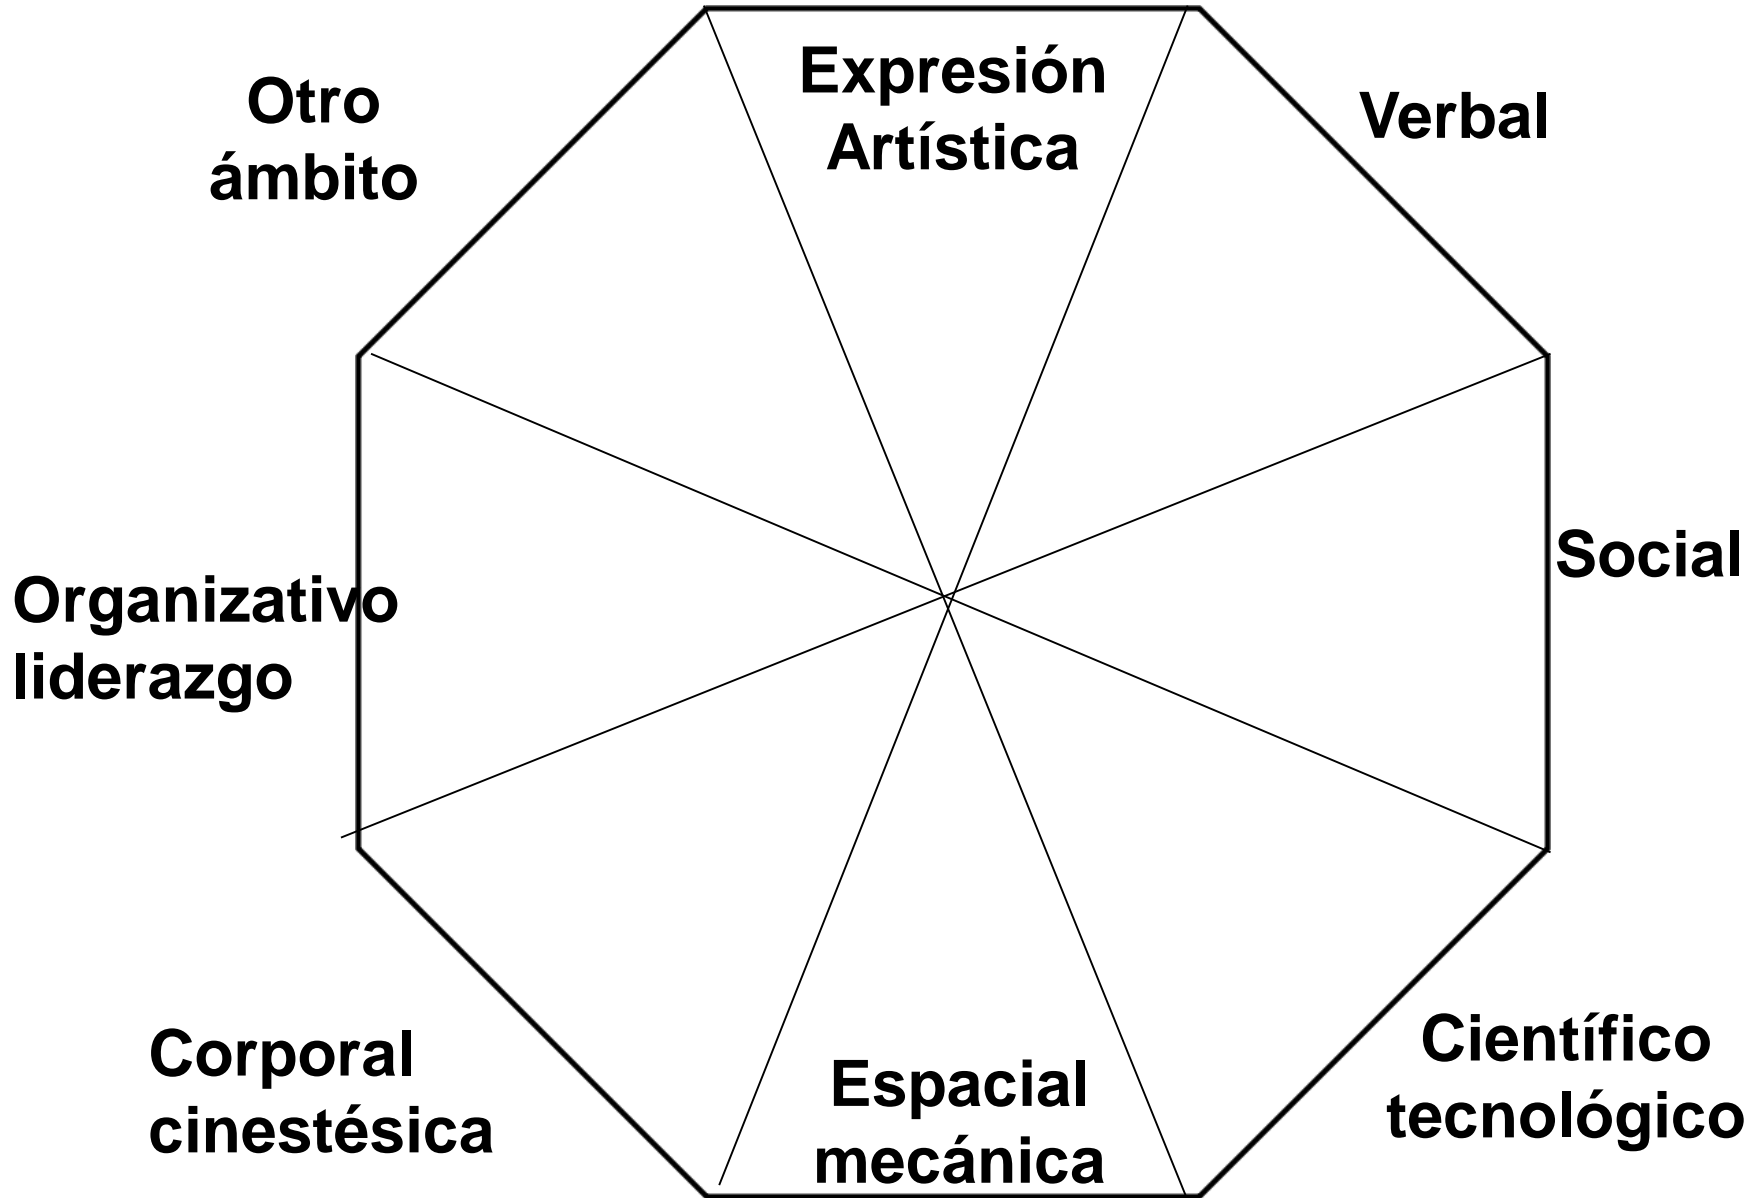 Expresión
Artística
Verbal
Social
Científico
tecnológico
Espacial
mecánica
Corporal
cinestésica
Organizativo
liderazgo
Otro
ámbito